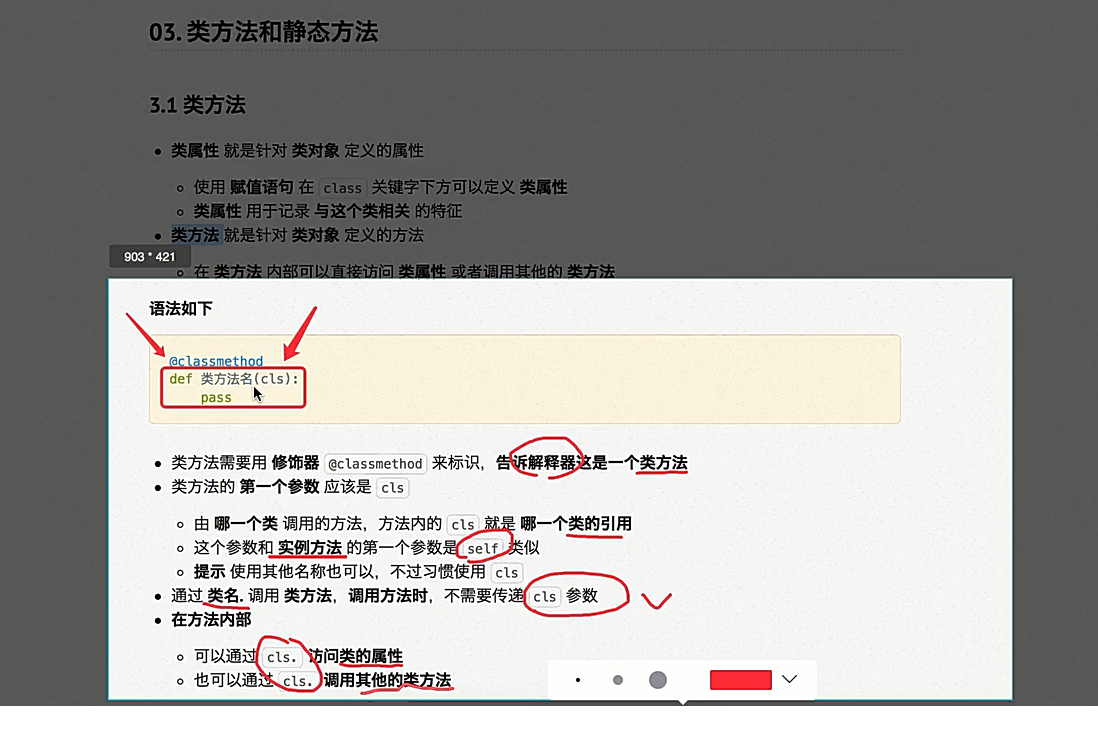 03. 类方法和静态方法
3.1 类方法
类属性 就是针对 类对象 定义的属性
使用 赋值语句 在 class 关键字下方可以定义 类属性
类属性 用于记录 与这个类相关 的特征
类方法 就是针对 类对象 定义的方法
903 * 421
在 类方法 内部可以直接访问 类属性 或者调用其他的 类方法
语法如下
@classmethod
def 类方法名(cls):
pass
类方法需要用 修饰器 @classmethod 来标识，告诉解释器这是一个类方法
类方法的 第一个参数 应该是 cls
由 哪一个类 调用的方法，方法内的 cls 就是 哪一个类的引用
这个参数和 实例方法 的第一个参数是 self 类似
提示 使用其他名称也可以，不过习惯使用 cls
通过 类名. 调用 类方法，调用方法时，不需要传递 cls 参数
在方法内部
可以通过 cls. 访问类的属性
也可以通过 cls. 调用其他的类方法